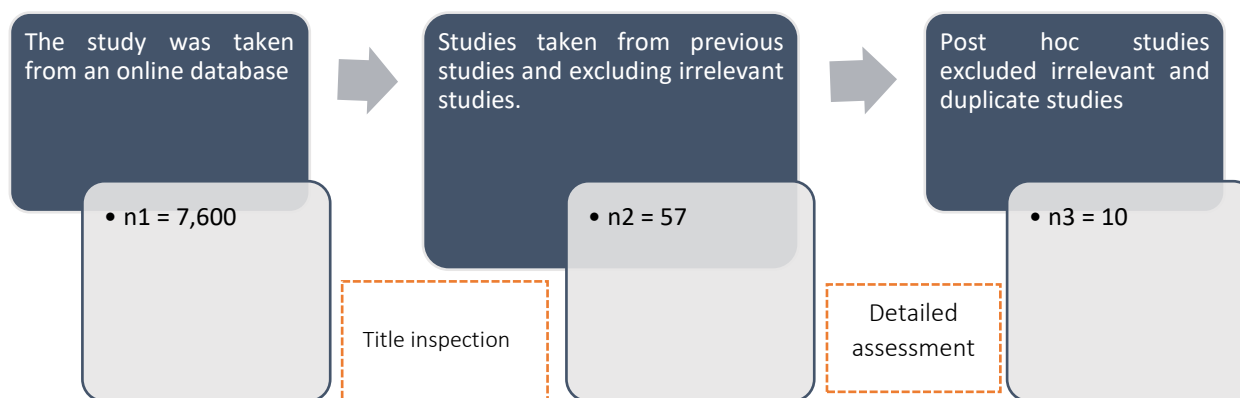 The study was taken
from an online database
Studies taken from previous
studies and excluding irrelevant
studies.
Post hoc studies
excluded irrelevant and
duplicate studies
• n1 = 7,600
• n2 = 57
• n3 = 10
Title inspection
Detailed
assessment